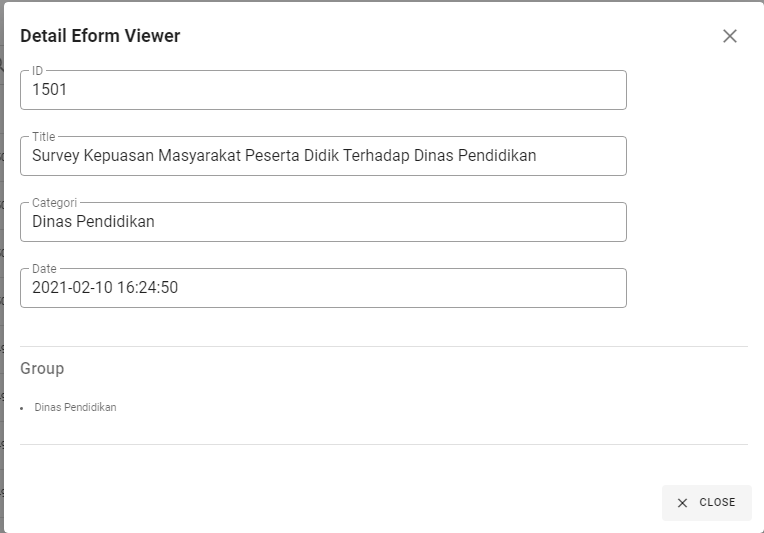 Detail Eform Viewer
ID
1501
Title
Survey Kepuasan Masyarakat Peserta Didik Terhadap Dinas Pendidikan
Categori
Dinas Pendidikan
Date
2021-02-10 16:24:50
Group
Dinas Pendidikan
CLOSE